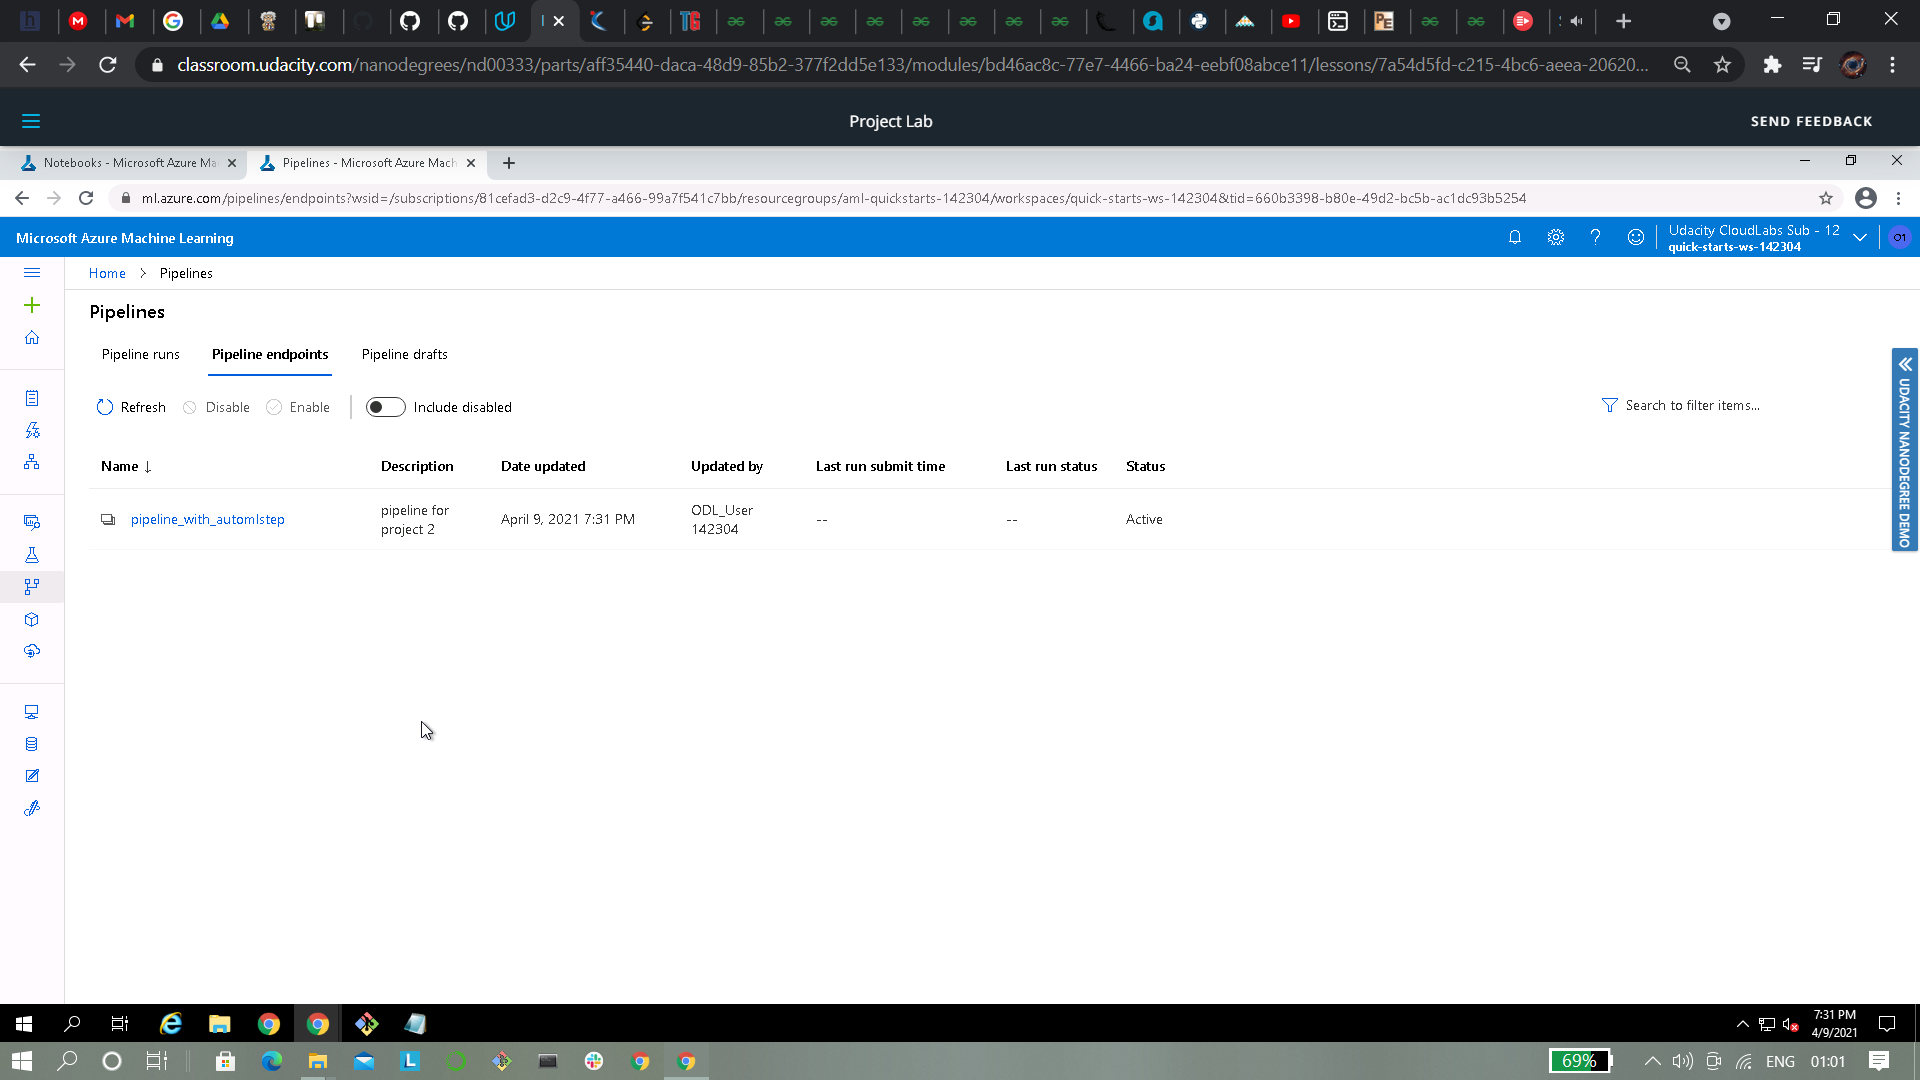 classroom.udacity.com/nanodegrees/nd00333/parts/aff35440-daca-48d9-85b2-377f2dd5e133/modules/bd46ac8c-77e7-4466-ba24-eebf08abce11/lessons/7a54d5fd-c215-4bc6-aeea-20620...
Project Lab
SEND FEEDBACK
Notebooks - Microsoft Azure Ma
Pipelines - Microsoft Azure Mach
ml.azure.com/pipelines/endpoints?wsid=/subscriptions/81cefad3-d2c9-4f77-a466-99a7f541c7bb/resourcegroups/aml-quickstarts-142304/workspaces/quick-starts-ws-142304&tid=660b3398-b80e-49d2-bc5b-ac1dc93b5254
Microsoft Azure Machine Learning
Udacity CloudLabs Sub - 12
quick-starts-ws-142304
O1
Home > Pipelines
Pipelines
Pipeline runs
Pipeline endpoints
Pipeline drafts
Refresh
Disable
Enable
Include disabled
Search to filter items...
UDACITY NANODEGREE DEMO
Name ↓
Description
Date updated
Updated by
Last run submit time
Last run status
Status
pipeline_with_automlstep
pipeline for
project 2
April 9, 2021 7:31 PM
ODL_User
142304
--
--
Active
7:31 PM
4/9/2021
69%
ENG
01:01